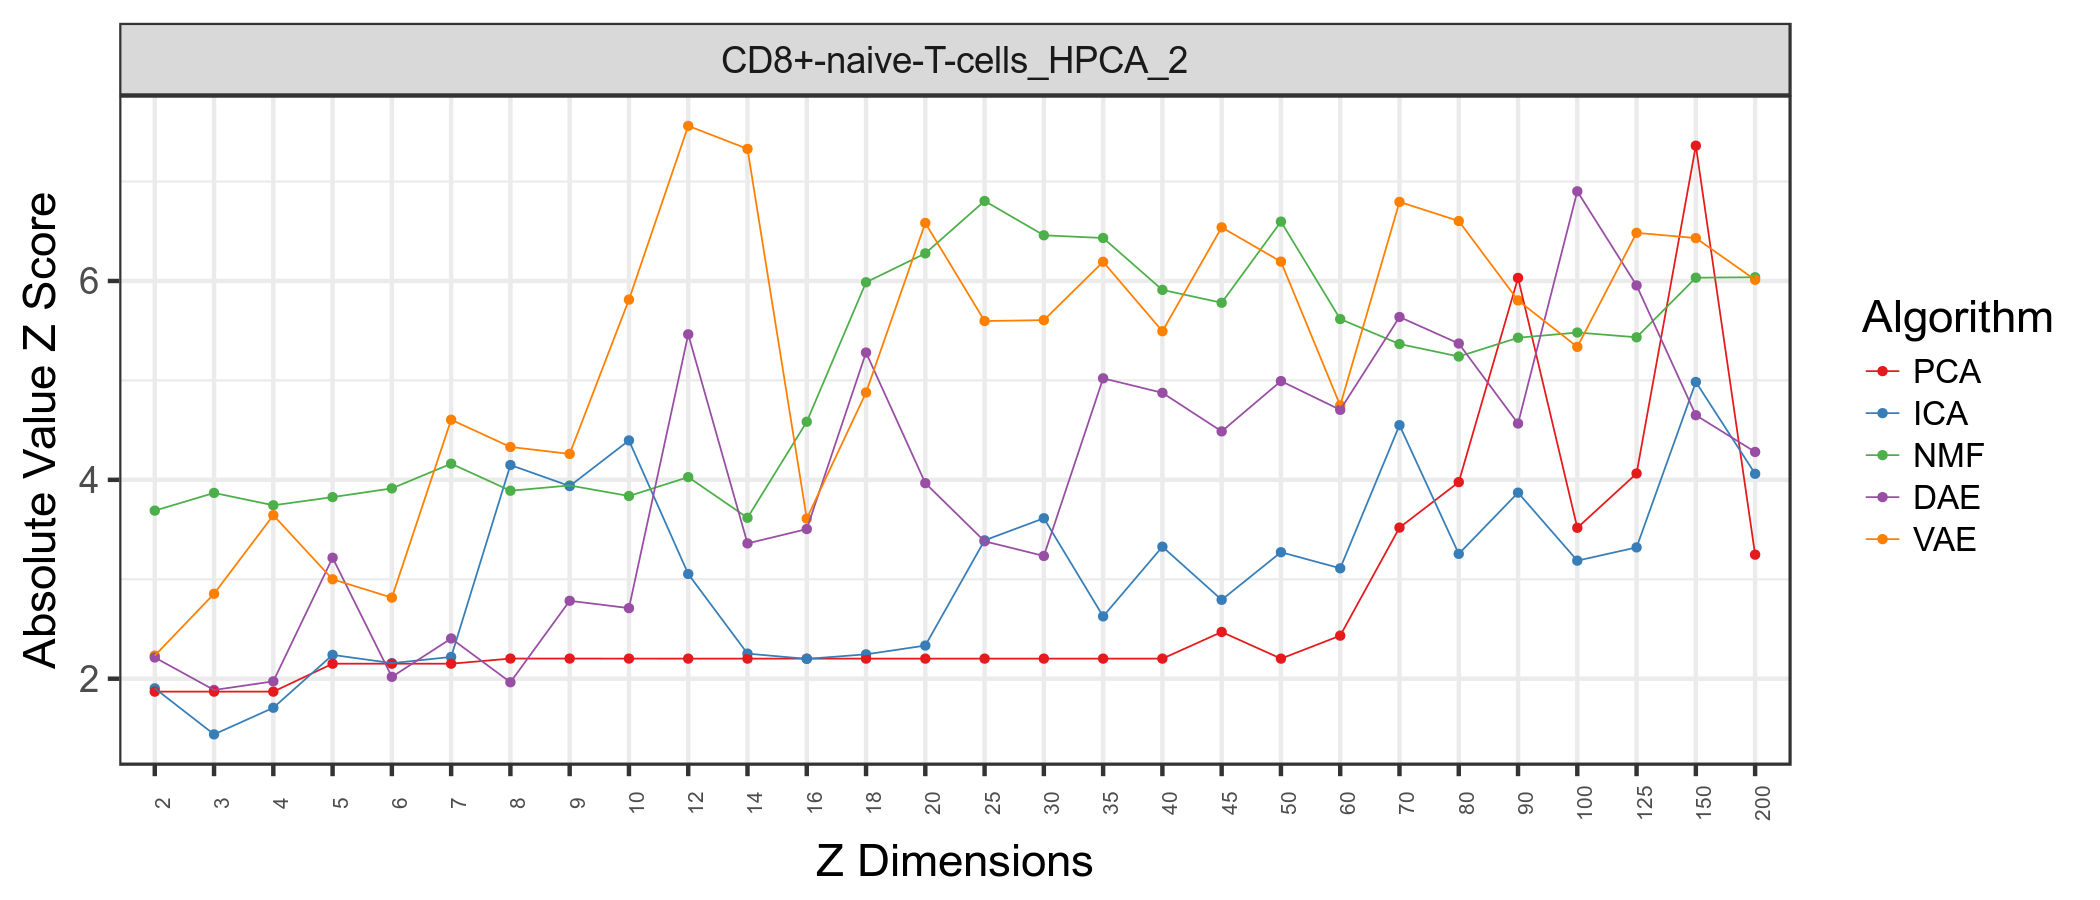 CD8+-naive-T-cells_HPCA_2
Absolute Value Z Score
6
4
2
2 3 4 5 6 7 8 9 10 12 14 16 18 20 25 30 35 40 45 50 60 70 80 90 100 125 150 200
Z Dimensions
Algorithm
PCA
ICA
NMF
DAE
VAE